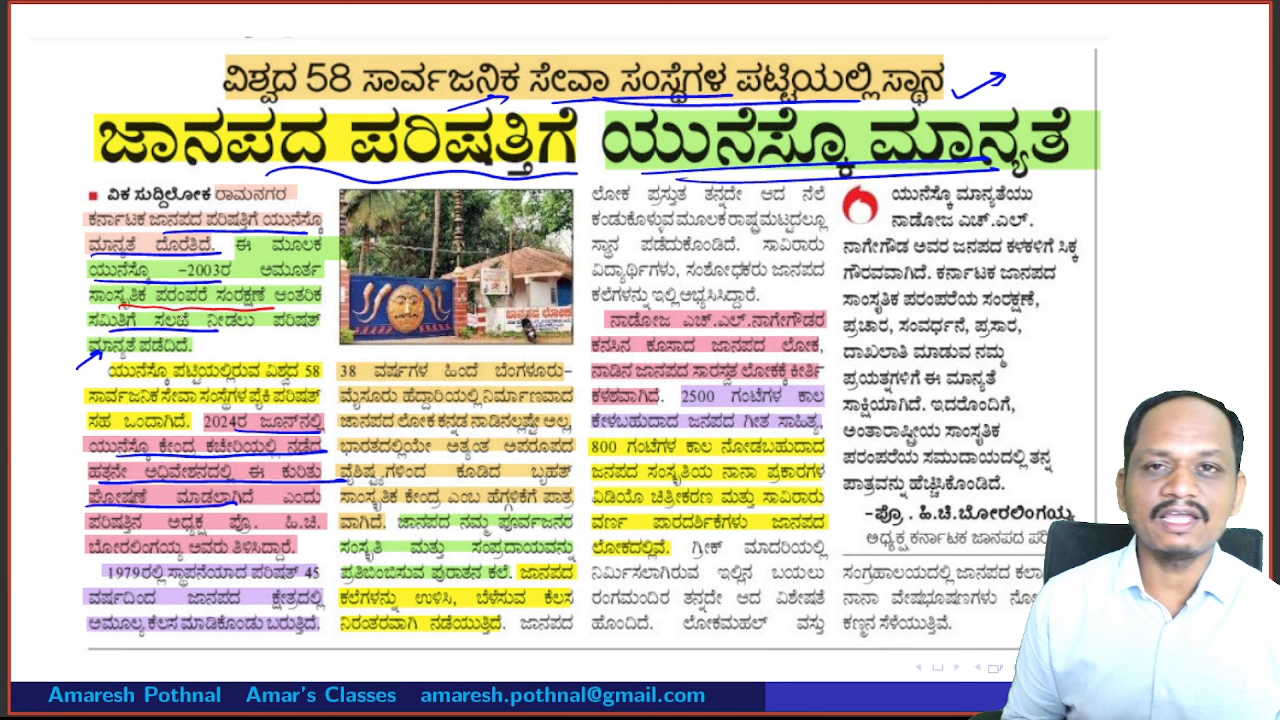 ವಿಶ್ವದ 58 ಸಾರ್ವಜನಿಕ ಸೇವಾ ಸಂಸ್ಥೆಗಳ ಪಟ್ಟಿಯಲ್ಲಿ ಸ್ಥಾನ
ಜಾನಪದ ಪರಿಷತ್ತಿಗೆ ಯುನೆಸ್ಕೊ ಮಾನ್ಯತೆ
■ ವಿಕ ಸುದ್ದಿಲೋಕ ರಾಮನಗರ
ಕರ್ನಾಟಕ ಜಾನಪದ ಪರಿಷತ್ತಿಗೆ ಯುನೆಸ್ಕೊ
ಮಾನ್ಯತೆ ದೊರೆತಿದೆ. ಈ ಮೂಲಕ
ಯುನೆಸ್ಕೊ -2003ರ ಅಮೂರ್ತ
ಸಾಂಸ್ಕೃತಿಕ ಪರಂಪರೆ ಸಂರಕ್ಷಣೆ ಆಂತರಿಕ
ಸಮಿತಿಗೆ ಸಲಹೆ ನೀಡಲು ಪರಿಷತ್
ಮಾನ್ಯತೆ ಪಡೆದಿದೆ.
ಯುನೆಸ್ಕೊ ಪಟ್ಟಿಯಲ್ಲಿರುವ ವಿಶ್ವದ 58
ಸಾರ್ವಜನಿಕ ಸೇವಾ ಸಂಸ್ಥೆಗಳ ಪೈಕಿ ಪರಿಷತ್
ಸಹ ಒಂದಾಗಿದೆ. 2024ರ ಜೂನ್‌ನಲ್ಲಿ
ಯುನೆಸ್ಕೊ ಕೇಂದ್ರ ಕಚೇರಿಯಲ್ಲಿ ನಡೆದ
ಹತ್ತನೇ ಅಧಿವೇಶನದಲ್ಲಿ ಈ ಕುರಿತು
ಘೋಷಣೆ ಮಾಡಲಾಗಿದೆ ಎಂದು
ಪರಿಷತ್ತಿನ ಅಧ್ಯಕ್ಷ ಪ್ರೊ. ಹಿ.ಚಿ.
ಬೋರಲಿಂಗಯ್ಯ ಅವರು ತಿಳಿಸಿದ್ದಾರೆ.
1979ರಲ್ಲಿ ಸ್ಥಾಪನೆಯಾದ ಪರಿಷತ್ 45
ವರ್ಷದಿಂದ ಜಾನಪದ ಕ್ಷೇತ್ರದಲ್ಲಿ
ಅಮೂಲ್ಯ ಕೆಲಸ ಮಾಡಿಕೊಂಡು ಬರುತ್ತಿದೆ.
ಜಾನಪದ ಲೋಕ
38 ವರ್ಷಗಳ ಹಿಂದೆ ಬೆಂಗಳೂರು-
ಮೈಸೂರು ಹೆದ್ದಾರಿಯಲ್ಲಿ ನಿರ್ಮಾಣವಾದ
ಜಾನಪದ ಲೋಕ ಕನ್ನಡ ನಾಡಿನಲ್ಲಷ್ಟೇ ಅಲ್ಲ,
ಭಾರತದಲ್ಲಿಯೇ ಅತ್ಯಂತ ಅಪರೂಪದ
ವೈಶಿಷ್ಟ್ಯಗಳಿಂದ ಕೂಡಿದ ಬೃಹತ್
ಸಾಂಸ್ಕೃತಿಕ ಕೇಂದ್ರ ಎಂಬ ಹೆಗ್ಗಳಿಕೆಗೆ ಪಾತ್ರ
ವಾಗಿದೆ. ಜಾನಪದ ನಮ್ಮ ಪೂರ್ವಜನರ
ಸಂಸ್ಕೃತಿ ಮತ್ತು ಸಂಪ್ರದಾಯವನ್ನು
ಪ್ರತಿಬಿಂಬಿಸುವ ಪುರಾತನ ಕಲೆ. ಜಾನಪದ
ಕಲೆಗಳನ್ನು ಉಳಿಸಿ, ಬೆಳೆಸುವ ಕೆಲಸ
ನಿರಂತರವಾಗಿ ನಡೆಯುತ್ತಿದೆ. ಜಾನಪದ
ಲೋಕ ಪ್ರಸ್ತುತ ತನ್ನದೇ ಆದ ನೆಲೆ
ಕಂಡುಕೊಳ್ಳುವ ಮೂಲಕ ರಾಷ್ಟ್ರಮಟ್ಟದಲ್ಲೂ
ಸ್ಥಾನ ಪಡೆದುಕೊಂಡಿದೆ. ಸಾವಿರಾರು
ವಿದ್ಯಾರ್ಥಿಗಳು, ಸಂಶೋಧಕರು ಜಾನಪದ
ಕಲೆಗಳನ್ನು ಇಲ್ಲಿ ಅಭ್ಯಸಿಸಿದ್ದಾರೆ.
ನಾಡೋಜ ಎಚ್.ಎಲ್.ನಾಗೇಗೌಡರ
ಕನಸಿನ ಕೂಸಾದ ಜಾನಪದ ಲೋಕ,
ನಾಡಿನ ಜಾನಪದ ಸಾರಸ್ವತ ಲೋಕಕ್ಕೆ ಕೀರ್ತಿ
ಕಳಶವಾಗಿದೆ. 2500 ಗಂಟೆಗಳ ಕಾಲ
ಕೇಳಬಹುದಾದ ಜನಪದ ಗೀತ ಸಾಹಿತ್ಯ,
800 ಗಂಟೆಗಳ ಕಾಲ ನೋಡಬಹುದಾದ
ಜನಪದ ಸಂಸ್ಕೃತಿಯ ನಾನಾ ಪ್ರಕಾರಗಳ
ವಿಡಿಯೊ ಚಿತ್ರೀಕರಣ ಮತ್ತು ಸಾವಿರಾರು
ವರ್ಣ ಪಾರದರ್ಶಿಕೆಗಳು ಜಾನಪದ
ಲೋಕದಲ್ಲಿವೆ. ಗ್ರೀಕ್ ಮಾದರಿಯಲ್ಲಿ
ನಿರ್ಮಿಸಲಾಗಿರುವ ಇಲ್ಲಿನ ಬಯಲು
ರಂಗಮಂದಿರ ತನ್ನದೇ ಆದ ವಿಶೇಷತೆ
ಹೊಂದಿದೆ. ಲೋಕಮಹಲ್ ವಸ್ತು
ಯುನೆಸ್ಕೊ ಮಾನ್ಯತೆಯು
ನಾಡೋಜ ಎಚ್.ಎಲ್.
ನಾಗೇಗೌಡ ಅವರ ಜನಪದ ಕಳಕಳಿಗೆ ಸಿಕ್ಕ
ಗೌರವವಾಗಿದೆ. ಕರ್ನಾಟಕ ಜಾನಪದ
ಸಾಂಸ್ಕೃತಿಕ ಪರಂಪರೆಯ ಸಂರಕ್ಷಣೆ,
ಪ್ರಚಾರ, ಸಂವರ್ಧನೆ, ಪ್ರಸಾರ,
ದಾಖಲಾತಿ ಮಾಡುವ ನಮ್ಮ
ಪ್ರಯತ್ನಗಳಿಗೆ ಈ ಮಾನ್ಯತೆ
ಸಾಕ್ಷಿಯಾಗಿದೆ. ಇದರೊಂದಿಗೆ,
ಅಂತಾರಾಷ್ಟ್ರೀಯ ಸಾಂಸ್ಕೃತಿಕ
ಪರಂಪರೆಯ ಸಮುದಾಯದಲ್ಲಿ ತನ್ನ
ಪಾತ್ರವನ್ನು ಹೆಚ್ಚಿಸಿಕೊಂಡಿದೆ.
-ಪ್ರೊ. ಹಿ.ಚಿ.ಬೋರಲಿಂಗಯ್ಯ
ಅಧ್ಯಕ್ಷ ಕರ್ನಾಟಕ ಜಾನಪದ
ಸಂಗ್ರಹಾಲಯದಲ್ಲಿ ಜಾನಪದ
ನಾನಾ ವೇಷಭೂಷಣಗಳು
ಕಣ್ಮನ ಸೆಳೆಯುತ್ತಿವೆ.
Amaresh Pothnal Amar's Classes amaresh.pothnal@gmail.com